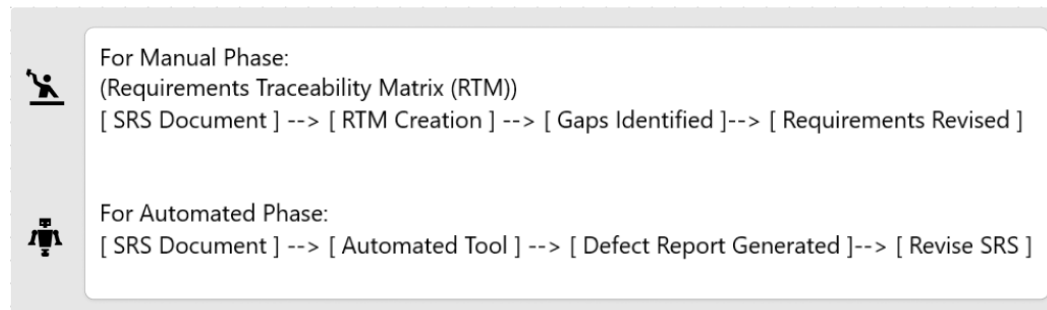 For Manual Phase:
(Requirements Traceability Matrix (RTM))
[ SRS Document ] --> [ RTM Creation ] --> [ Gaps Identified ]--> [ Requirements Revised ]
For Automated Phase:
[ SRS Document ] --> [ Automated Tool ] --> [ Defect Report Generated ]--> [ Revise SRS ]